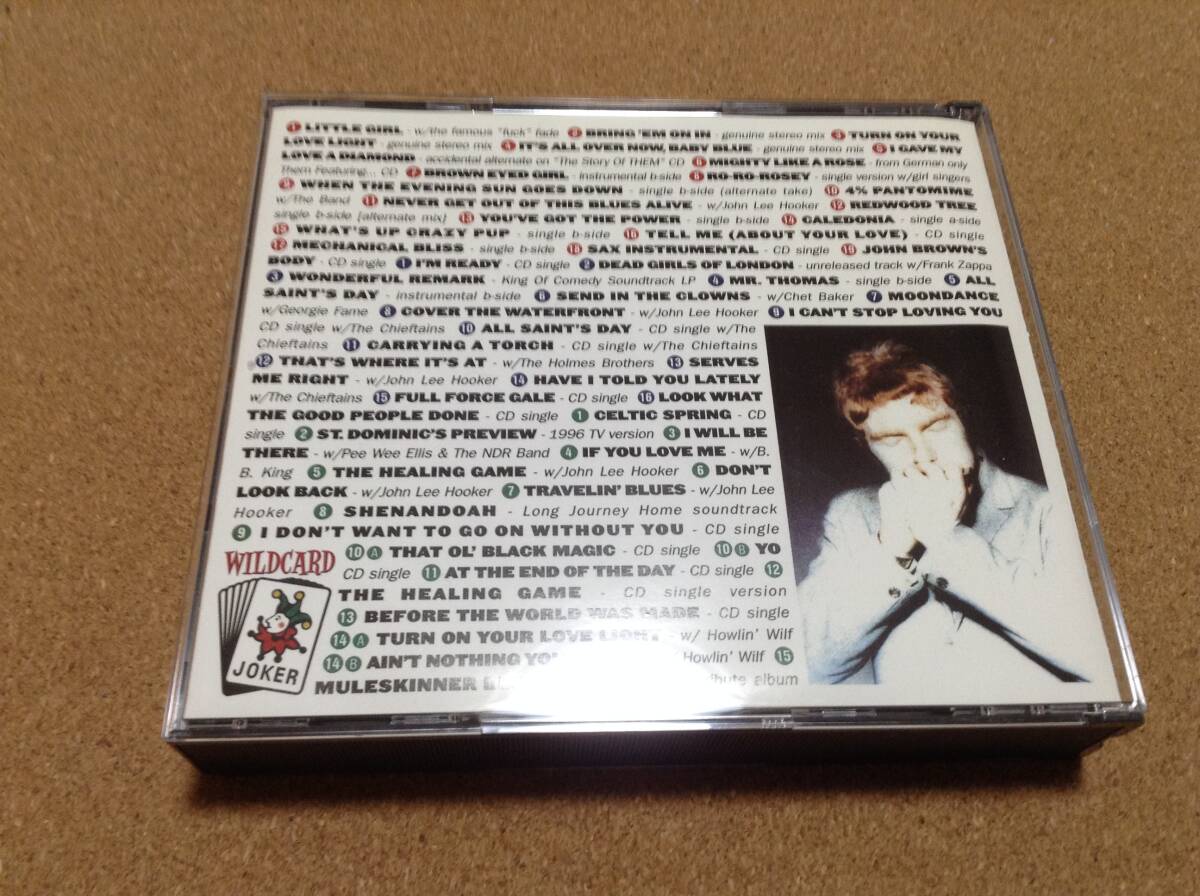 1 LITTLE GIRL - w/the famous "fuck" fade 2 BRING 'EM ON IN - genuine stereo mix 3 TURN ON YOUR
LOVE LIGHT - genuine stereo mix 4 IT'S ALL OVER NOW, BABY BLUE - genuine stereo mix 5 I GAVE MY
LOVE A DIAMOND - accidental alternate on "The Story Of THEM" CD 6 MIGHTY LIKE A ROSE - from German only
Them Featuring... CD 7 BROWN EYED GIRL - instrumental b-side 8 RO-RO-ROSEY - single version w/girl singers
9 WHEN THE EVENING SUN GOES DOWN - single b-side (alternate take) 10 4% PANTOMIME
w/The Band 11 NEVER GET OUT OF THIS BLUES ALIVE - w/John Lee Hooker 12 REDWOOD TREE
single b-side [alternate mix] 13 YOU'VE GOT THE POWER - single b-side 14 CALEDONIA - single a-side
15 WHAT'S UP CRAZY PUP - single b-side 16 TELL ME (ABOUT YOUR LOVE) - CD single
17 MECHANICAL BLISS - single b-side 18 SAX INSTRUMENTAL - CD single 19 JOHN BROWN'S
BODY - CD single 1 I'M READY - CD single 2 DEAD GIRLS OF LONDON - unreleased track w/Frank Zappa
3 WONDERFUL REMARK - King Of Comedy Soundtrack LP 4 MR. THOMAS - single b-side 5 ALL
SAINT'S DAY - instrumental b-side 6 SEND IN THE CLOWNS - w/Chet Baker 7 MOONDANCE
w/Georgie Fame 8 COVER THE WATERFRONT - w/John Lee Hooker 9 I CAN'T STOP LOVING YOU
CD single w/The Chieftains 10 ALL SAINT'S DAY - CD single w/The
Chieftains 11 CARRYING A TORCH - CD single w/The Chieftains
12 THAT'S WHERE IT'S AT - w/The Holmes Brothers 13 SERVES
ME RIGHT - w/John Lee Hooker 14 HAVE I TOLD YOU LATELY
w/The Chieftains 15 FULL FORCE GALE - CD single 16 LOOK WHAT
THE GOOD PEOPLE DONE - CD single 1 CELTIC SPRING - CD
single 2 ST. DOMINIC'S PREVIEW - 1996 TV version 3 I WILL BE
THERE - w/Pee Wee Ellis & The NDR Band 4 IF YOU LOVE ME - w/B.
B. King 5 THE HEALING GAME - w/John Lee Hooker 6 DON'T
LOOK BACK - w/John Lee Hooker 7 TRAVELIN' BLUES - w/John Lee
Hooker 8 SHENANDOAH - Long Journey Home soundtrack
9 I DON'T WANT TO GO ON WITHOUT YOU - CD single
10 A THAT OL' BLACK MAGIC - CD single 10 B YO
CD single 11 AT THE END OF THE DAY - CD single 12
THE HEALING GAME - CD single version
13 BEFORE THE WORLD WAS MADE - CD single
14 A TURN ON YOUR LOVE LIGHT - w/ Howlin' Wilf
14 B AIN'T NOTHING Howlin' Wilf 15
MULESKINNER album
WILDCARD
JOKER